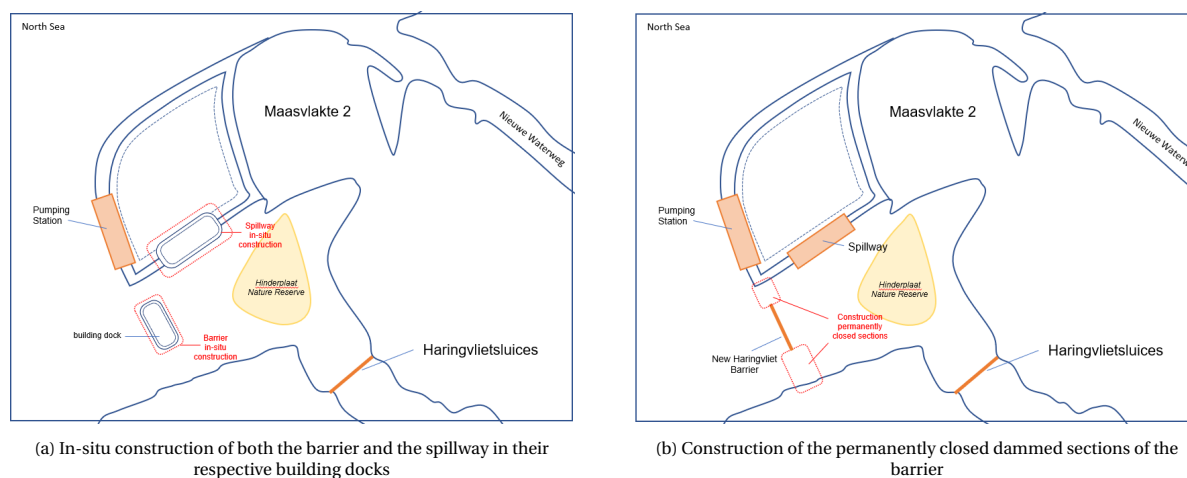 North Sea
Maasvlakte 2
Nieuwe Waterweg
Pumping
Station
Spillway
in-situ
construction
Hinderplaat
Nature Reserve
building dock
Barrier
in-situ
construction
Haringvlietsluices
(a) In-situ construction of both the barrier and the spillway in their
respective building docks
North Sea
Maasvlakte 2
Nieuwe Waterweg
Pumping
Station
Spillway
Hinderplaat
Nature Reserve
Construction
permanently
closed sections
New Haringvliet
Barrier
Haringvlietsluices
(b) Construction of the permanently closed dammed sections of the
barrier